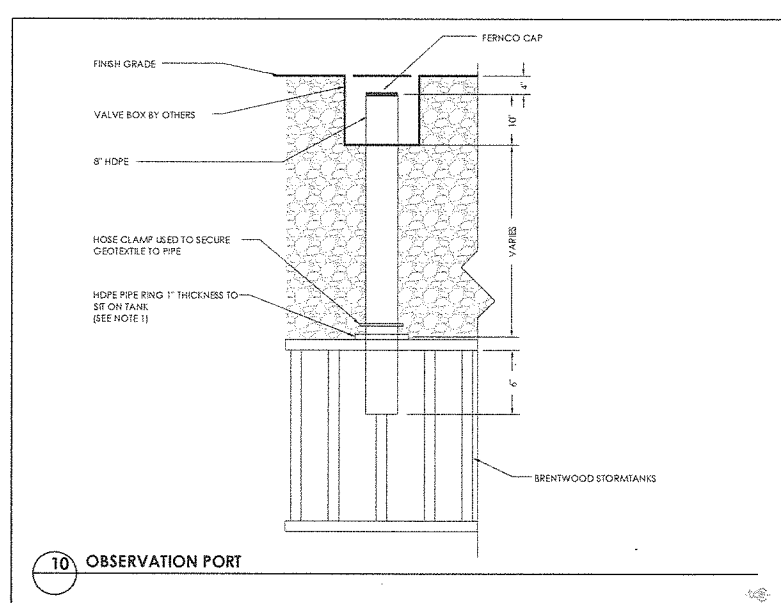 FERNCO CAP
FINISH GRADE
4"
VALVE BOX BY OTHERS
10"
8" HDPE
VARIES
HOSE CLAMP USED TO SECURE
GEOTEXTILE TO PIPE
HDPE PIPE RING 1" THICKNESS TO
SIT ON TANK
(SEE NOTE 1)
6"
BRENTWOOD STORMTANKS
10 OBSERVATION PORT